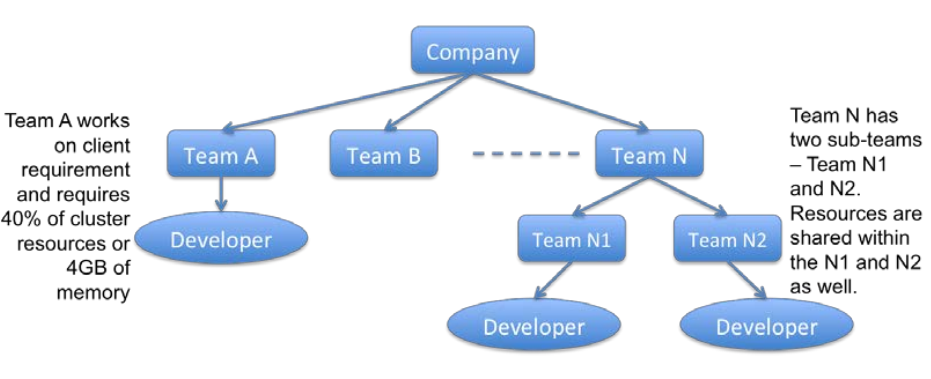 Company
Team A works
on client
requirement
and requires
40% of cluster
resources or
4GB of
memory
Team A
Team B
Team N
Developer
Team N1
Team N2
Developer
Developer
Team N has
two sub-teams
– Team N1
and N2.
Resources are
shared within
the N1 and N2
as well.